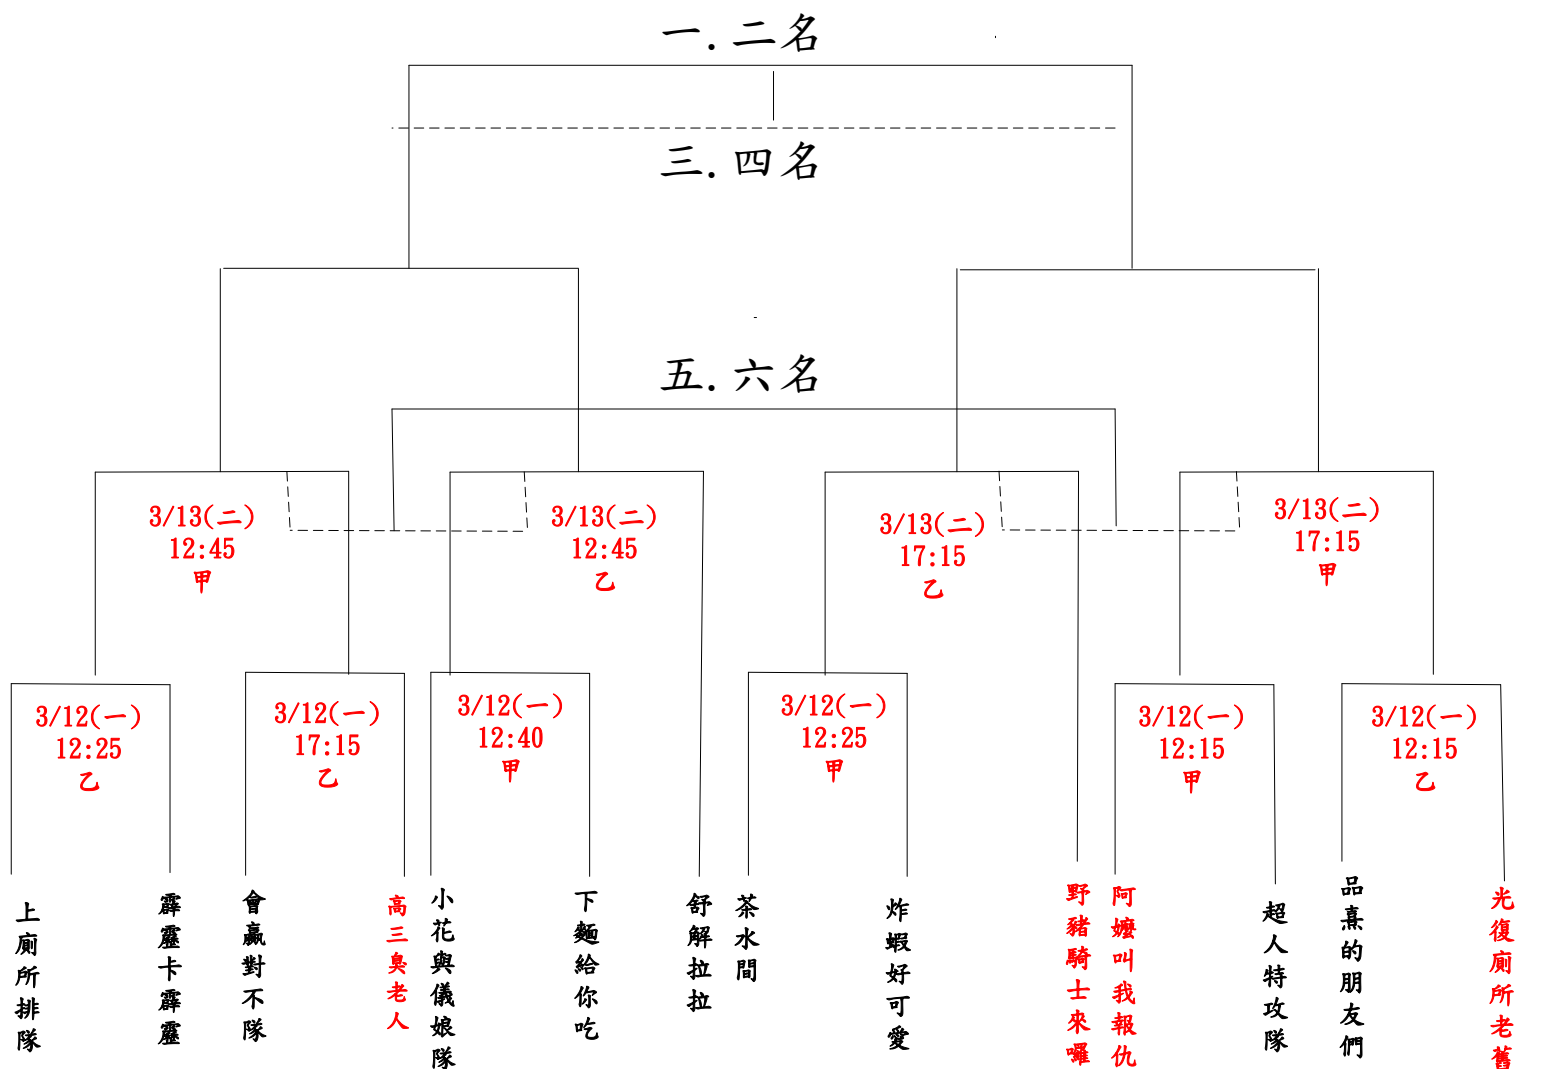 一.二名
三.四名
五.六名
3/13(二)
12:45
甲
3/13(二)
12:45
乙
3/13(二)
17:15
乙
3/13(二)
17:15
甲
3/12(一)
12:25
乙
3/12(一)
17:15
乙
3/12(一)
12:40
甲
3/12(一)
12:25
甲
3/12(一)
12:15
甲
3/12(一)
12:15
乙
上廁所排隊
霹靂卡霹靂
會贏對不隊
高三臭老人
小花與儀娘隊
下麵給你吃
舒解拉拉
茶水間
炸蝦好可愛
野豬騎士來囉
阿嬤叫我報仇
超人特攻隊
品熹的朋友們
光復廁所老舊